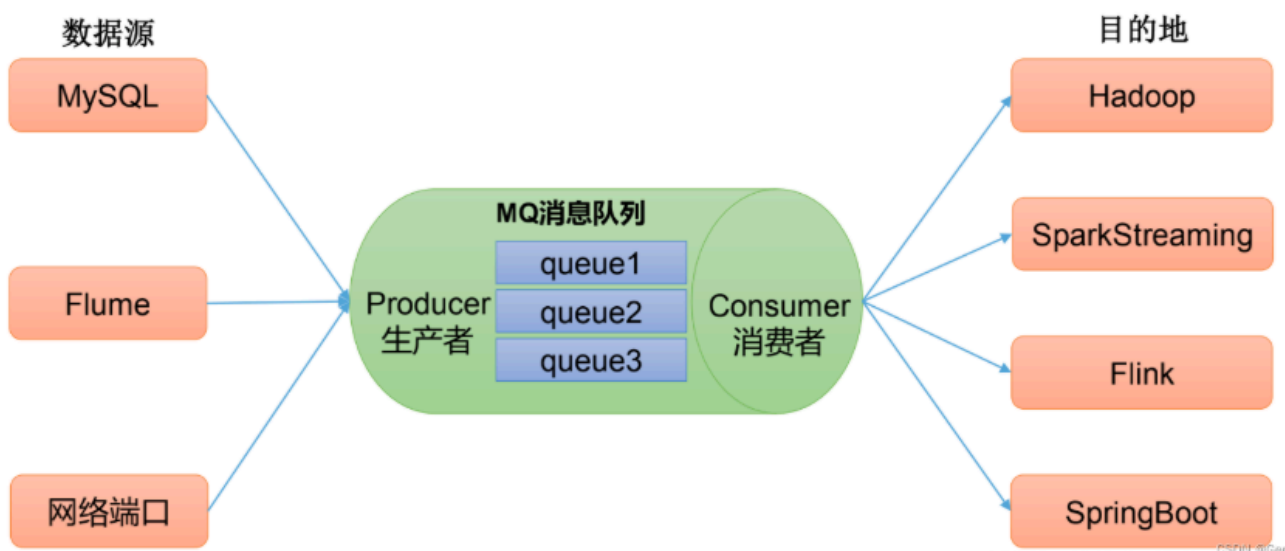 数据源
目的地
MySQL
Hadoop
MQ消息队列
SparkStreaming
queue1
Flume
Producer
生产者
queue2
Consumer
消费者
queue3
Flink
网络端口
SpringBoot